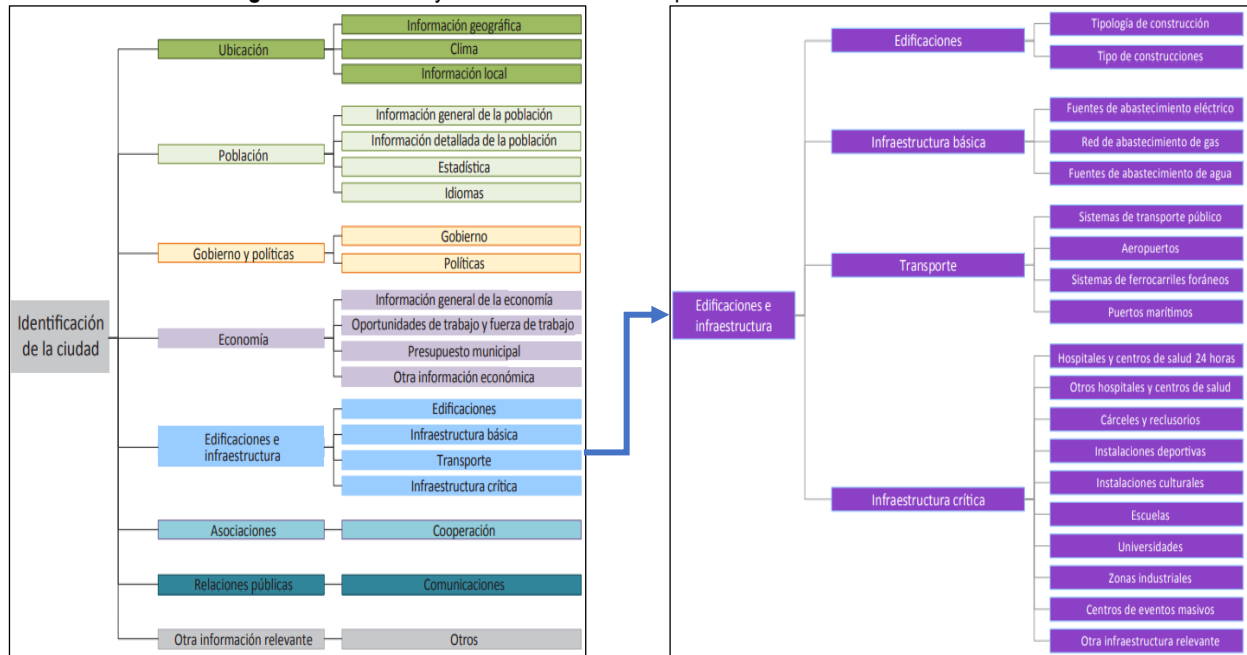 Identificación
de la ciudad
Ubicación
Información geográfica
Clima
Información local
Población
Información general de la población
Información detallada de la población
Estadística
Idiomas
Gobierno y políticas
Gobierno
Políticas
Economía
Información general de la economía
Oportunidades de trabajo y fuerza de trabajo
Presupuesto municipal
Otra información económica
Edificaciones e
infraestructura
Edificaciones
Infraestructura básica
Transporte
Infraestructura crítica
Asociaciones
Cooperación
Relaciones públicas
Comunicaciones
Otra información relevante
Otros
Edificaciones e
infraestructura
Edificaciones
Tipología de construcción
Tipo de construcciones
Infraestructura básica
Fuentes de abastecimiento eléctrico
Red de abastecimiento de gas
Fuentes de abastecimiento de agua
Transporte
Sistemas de transporte público
Aeropuertos
Sistemas de ferrocarriles foráneos
Puertos marítimos
Infraestructura crítica
Hospitales y centros de salud 24 horas
Otros hospitales y centros de salud
Cárceles y reclusorios
Instalaciones deportivas
Instalaciones culturales
Escuelas
Universidades
Zonas industriales
Centros de eventos masivos
Otra infraestructura relevante